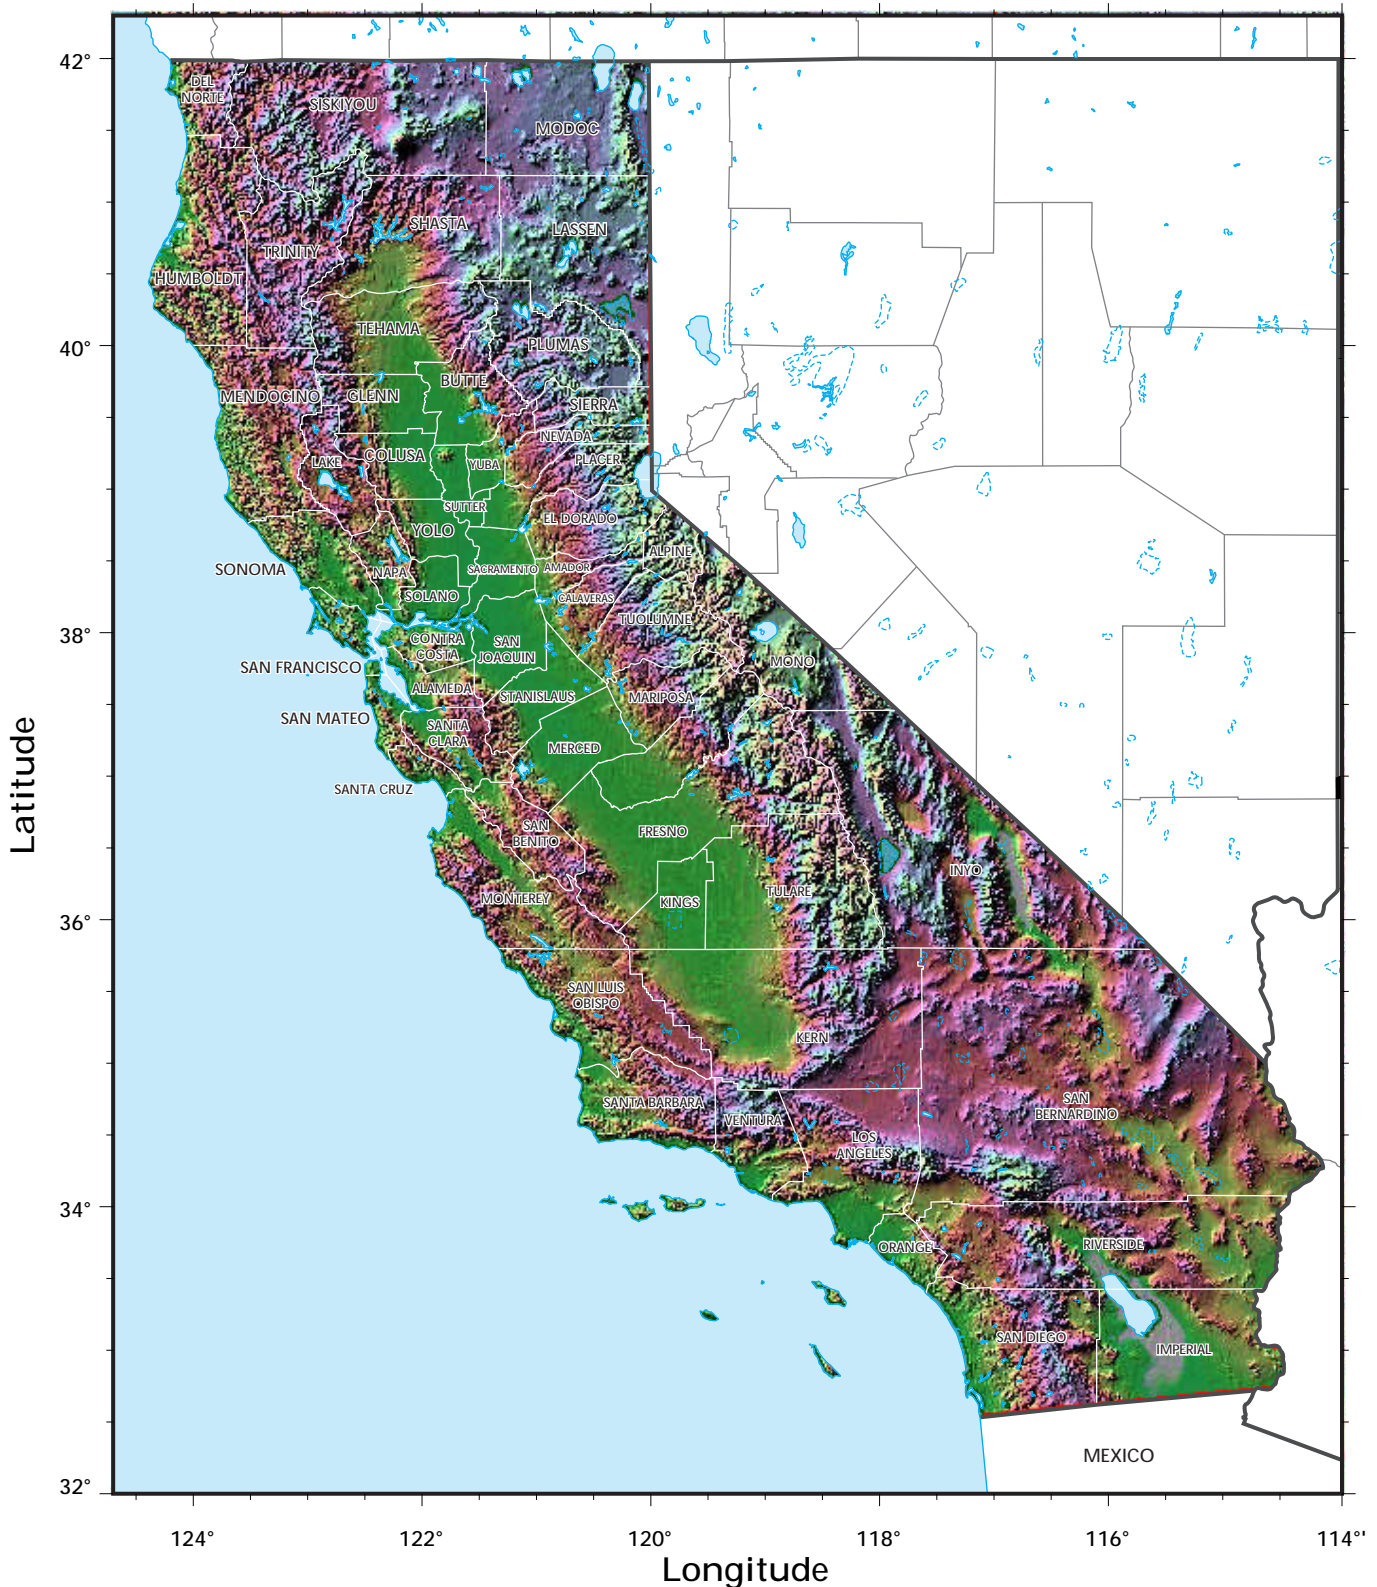 42°
DEL
NORTE
SISKIYOU
MODOC
SHASTA
LASSEN
TRINITY
HUMBOLDT
TEHAMA
40°
PLUMAS
BUTTE
MENDOCINO
GLENN
SIERRA
NEVADA
COLUSA
PLACER
LAKE
YUBA
SUTTER
EL DORADO
YOLO
ALPINE
SONOMA
NAPA
SACRAMENTO
AMADOR
SOLANO
CALAVERAS
TUOLUMNE
38°
CONTRA
COSTA
SAN
JOAQUIN
MONO
SAN FRANCISCO
ALAMEDA
STANISLAUS
MARIPOSA
SAN MATEO
SANTA
CLARA
MERCED
SANTA CRUZ
Latitude
SAN
BENITO
FRESNO
INYO
MONTEREY
KINGS
TULARE
36°
SAN LUIS
OBISPO
KERN
SANTA BARBARA
VENTURA
SAN
BERNARDINO
LOS
ANGELES
34°
ORANGE
RIVERSIDE
SAN DIEGO
IMPERIAL
MEXICO
32°
124°
122°
120°
118°
116°
114°'
Longitude